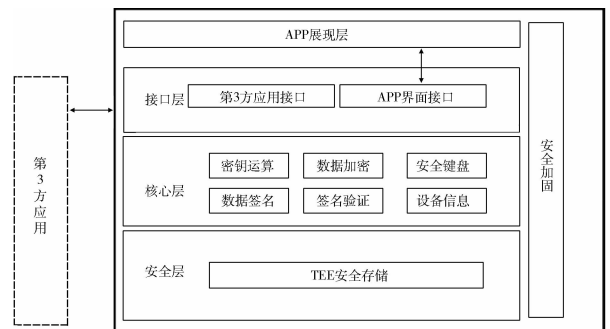 APP展现层
接口层
第3方应用接口
APP界面接口
核心层
密钥运算
数据加密
安全键盘
数据签名
签名验证
设备信息
安全层
TEE安全存储
第3方应用
安全加固